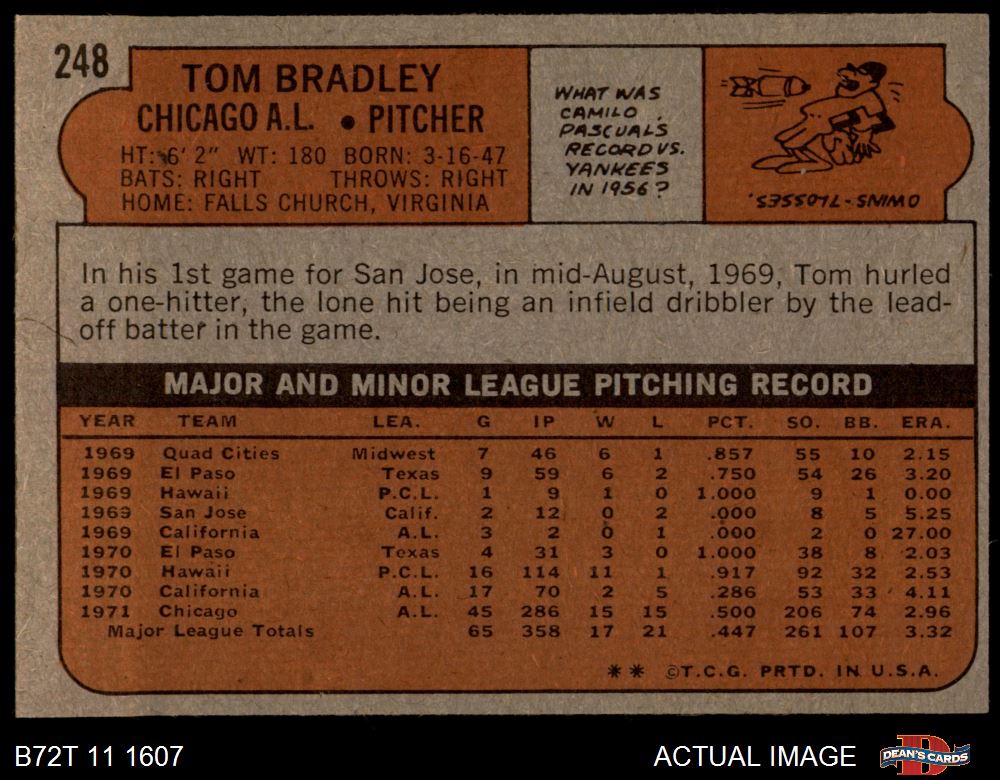 248
TOM BRADLEY
CHICAGO A.L. • PITCHER
HT: 6' 2" WT: 180 BORN: 3-16-47
BATS: RIGHT THROWS: RIGHT
HOME: FALLS CHURCH, VIRGINIA
WHAT WAS
CAMILO
PASCUALS
RECORD VS.
YANKEES
IN 1956?
OWINS-7LOSSES.
In his 1st game for San Jose, in mid-August, 1969, Tom hurled
a one-hitter, the lone hit being an infield dribbler by the lead-
off batter in the game.
MAJOR AND MINOR LEAGUE PITCHING RECORD
YEAR TEAM LEA. G IP W L PCT. SO. BB. ERA.
1969 Quad Cities Midwest 7 46 6 1 .857 55 10 2.15
1969 El Paso Texas 9 59 6 2 .750 54 26 3.20
1969 Hawaii P.C.L. 1 9 1 0 1.000 9 1 0.00
1969 San Jose Calif. 2 12 0 2 .000 8 5 5.25
1969 California A.L. 3 2 0 1 .000 2 0 27.00
1970 El Paso Texas 4 31 3 0 1.000 38 8 2.03
1970 Hawaii P.C.L. 16 114 11 1 .917 92 32 2.53
1970 California A.L. 17 70 2 5 .286 53 33 4.11
1971 Chicago A.L. 45 286 15 15 .500 206 74 2.96
Major League Totals 65 358 17 21 .447 261 107 3.32
** ©T.C.G. PRTD. IN U.S.A.
B72T 11 1607
ACTUAL IMAGE
DEAN'S CARDS